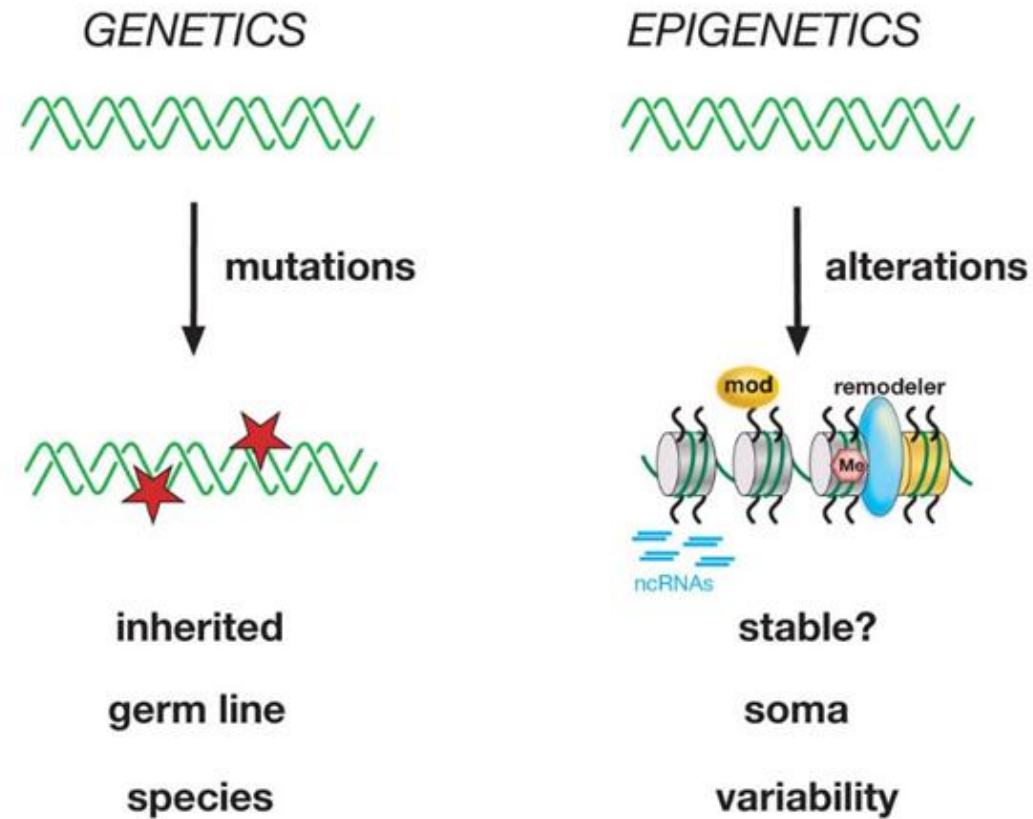 GENETICS
EPIGENETICS
mutations
alterations
mod
remodeler
Me
ncRNAs
inherited
stable?
germ line
soma
species
variability